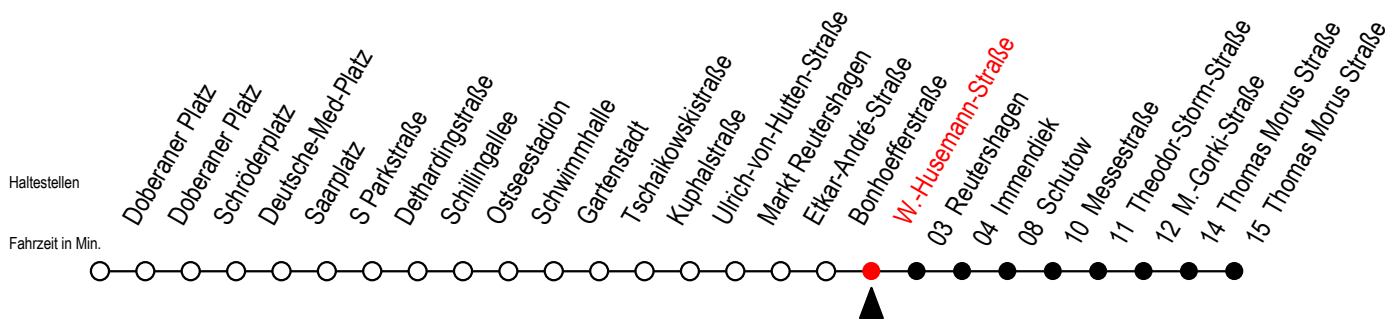 Haltestellen
Fahrzeit in Min.
Doberaner Platz
Doberaner Platz
Schröderplatz
Deutsche-Med-Platz
Saarplatz
S Parkstraße
Dethardingstraße
Schillingallee
Ostseestadion
Schwimmhalle
Gartenstadt
Tschaikowskistraße
Kuphalstraße
Ulrich-von-Hutten-Straße
Markt Reutershagen
Etkar-André-Straße
Bonhoefferstraße
W.-Husemann-Straße
03 Reutershagen
04 Immendiek
08 Schutow
10 Messestraße
11 Theodor-Storm-Straße
12 M.-Gorki-Straße
14 Thomas Morus Straße
15 Thomas Morus Straße